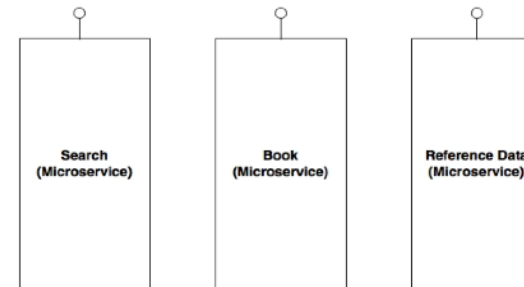 Search
(Microservice)
Book
(Microservice)
Reference Data
(Microservice)